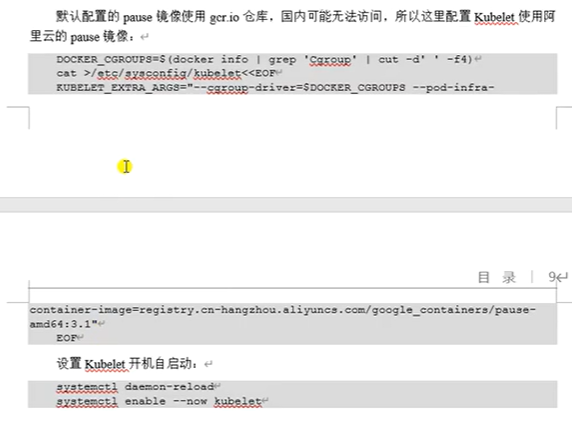 默认配置的 pause 镜像使用 gcr.io 仓库，国内可能无法访问，所以这里配置 Kubelet 使用阿
里云的 pause 镜像：
DOCKER_CGROUPS=$(docker info | grep 'Cgroup' | cut -d' ' -f4)
cat >/etc/sysconfig/kubelet<<EOF
KUBELET_EXTRA_ARGS="--cgroup-driver=$DOCKER_CGROUPS --pod-infra-
目 录 | 9
container-image=registry.cn-hangzhou.aliyuncs.com/google_containers/pause-
amd64:3.1"
EOF
设置 Kubelet 开机自启动：
systemctl daemon-reload
systemctl enable --now kubelet